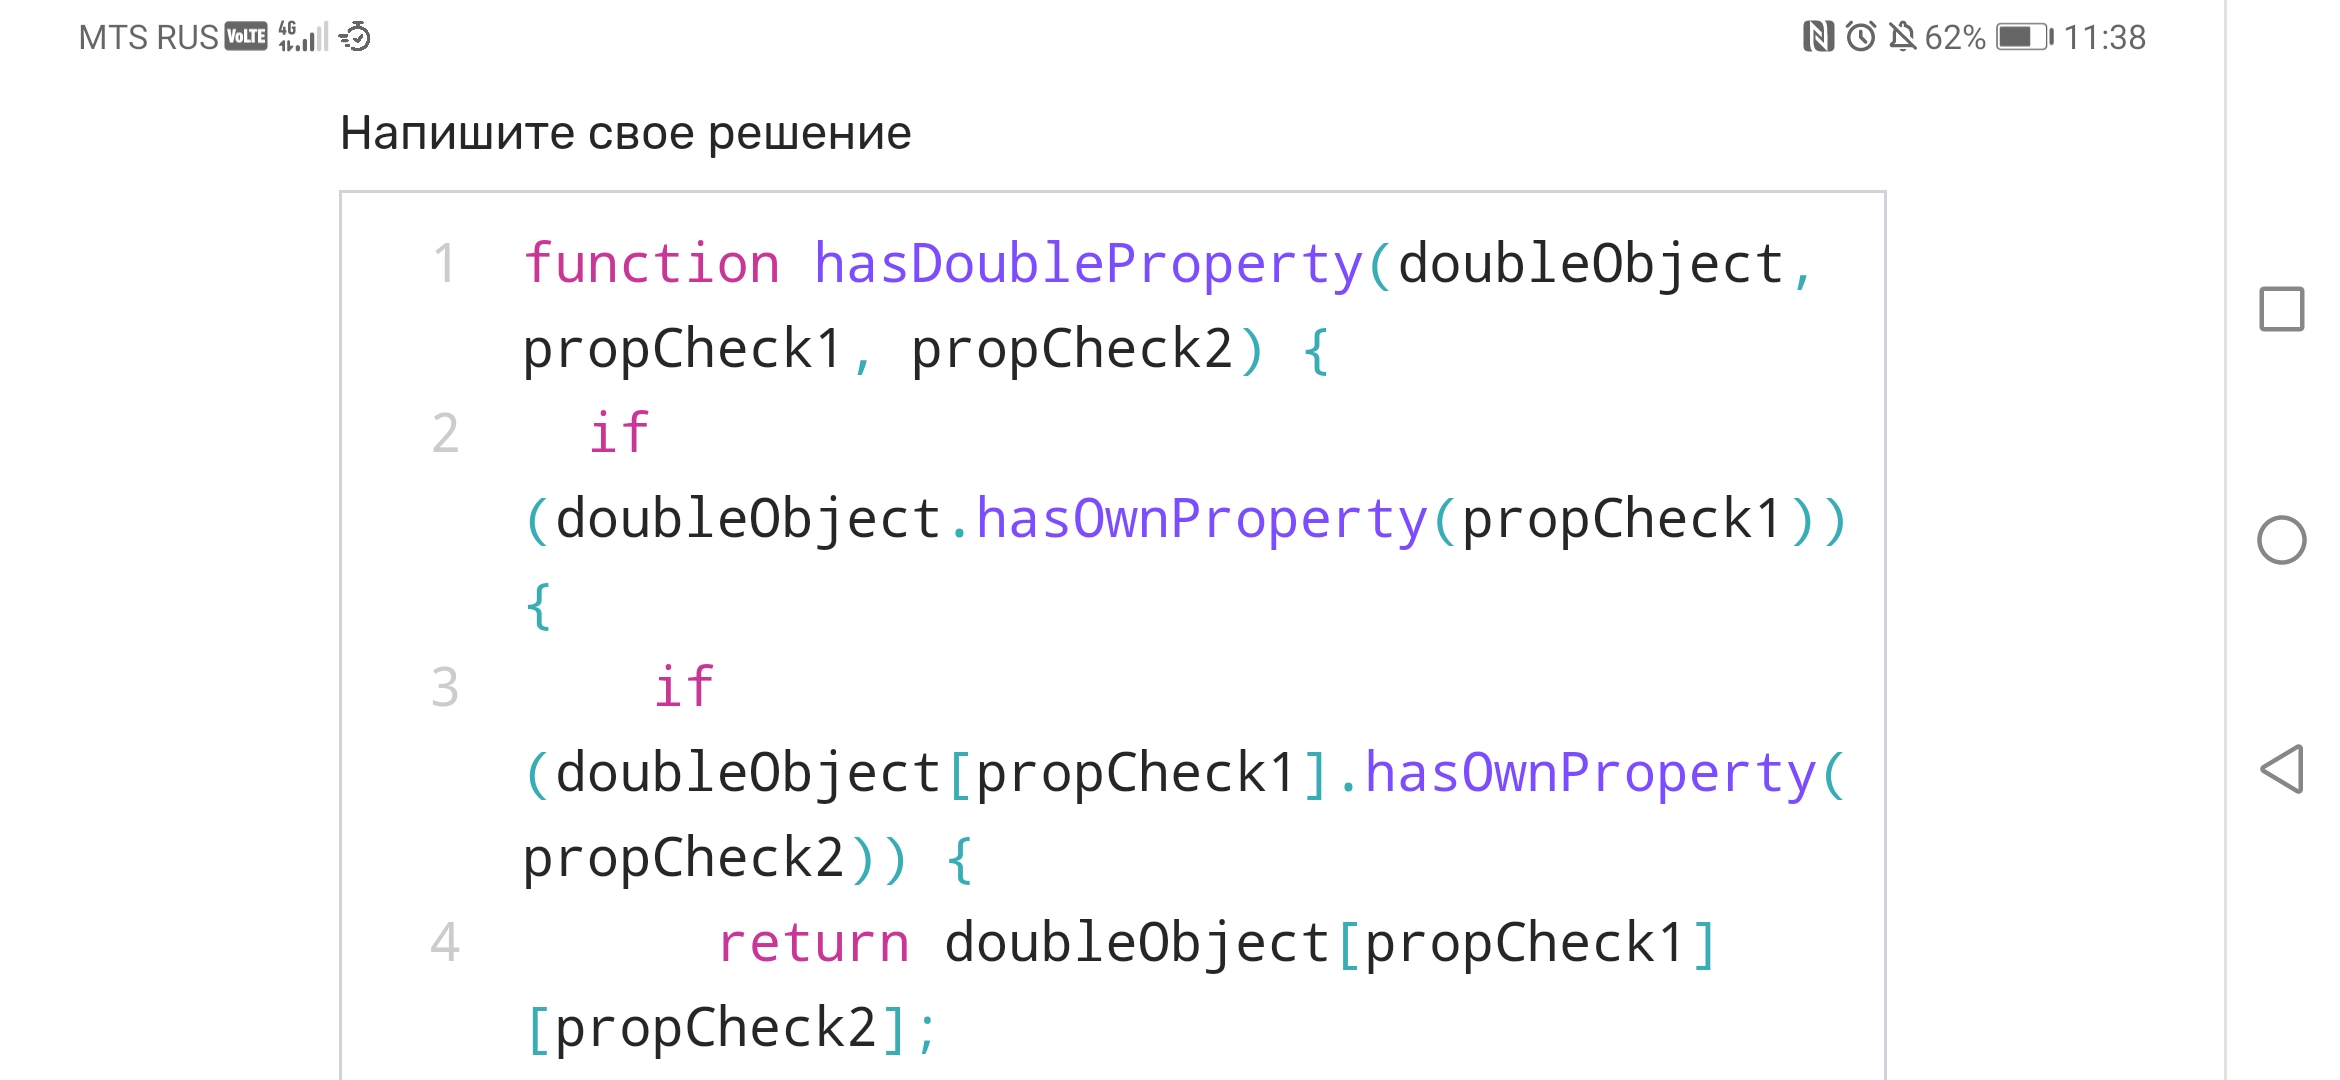 MTS RUS VoLTE 4G 62% 11:38
Напишите свое решение
1 function hasDoubleProperty(doubleObject,
propCheck1, propCheck2) {
2 if
(doubleObject.hasOwnProperty(propCheck1))
{
3 if
(doubleObject[propCheck1].hasOwnProperty(
propCheck2)) {
4 return doubleObject[propCheck1]
[propCheck2];